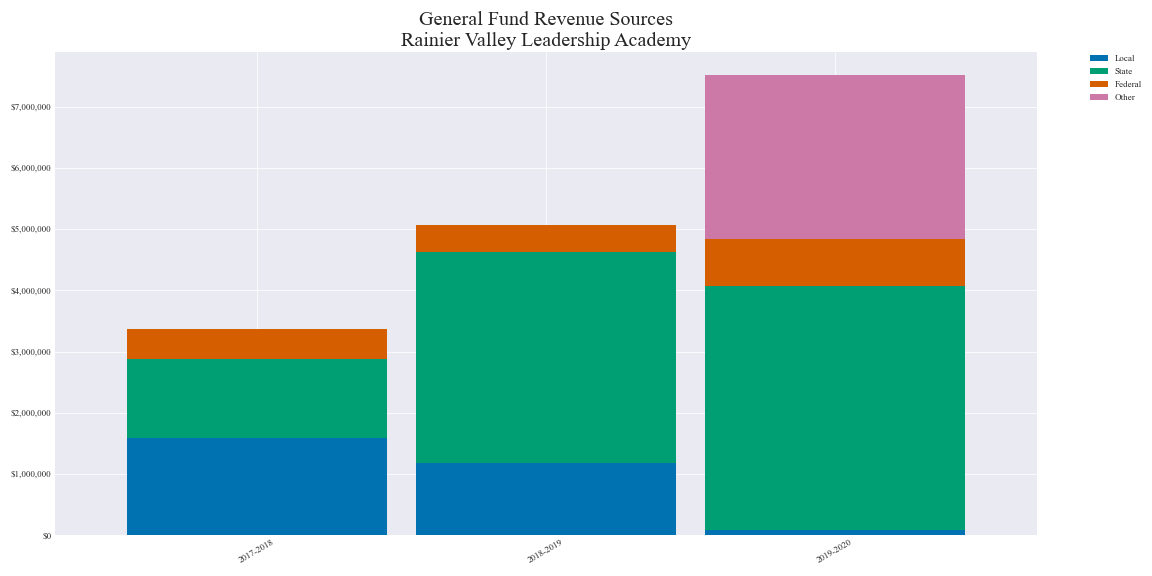 General Fund Revenue Sources
Rainier Valley Leadership Academy
Local
State
Federal
Other
$7,000,000
$6,000,000
$5,000,000
$4,000,000
$3,000,000
$2,000,000
$1,000,000
$0
2017-2018
2018-2019
2019-2020